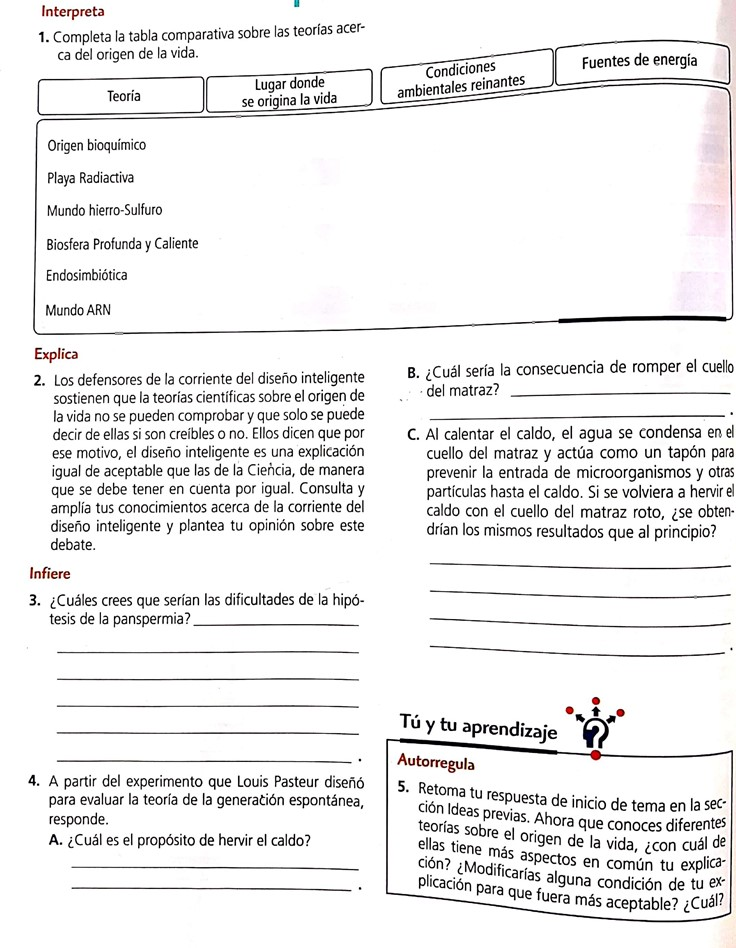 Interpreta
1. Completa la tabla comparativa sobre las teorías acer-
ca del origen de la vida.
Teoría
Lugar donde
se origina la vida
Condiciones
ambientales reinantes
Fuentes de energía
Origen bioquímico
Playa Radiactiva
Mundo hierro-Sulfuro
Biosfera Profunda y Caliente
Endosimbiótica
Mundo ARN
Explica
2. Los defensores de la corriente del diseño inteligente
sostienen que la teorías científicas sobre el origen de
la vida no se pueden comprobar y que solo se puede
decir de ellas si son creíbles o no. Ellos dicen que por
ese motivo, el diseño inteligente es una explicación
igual de aceptable que las de la Ciencia, de manera
que se debe tener en cuenta por igual. Consulta y
amplía tus conocimientos acerca de la corriente del
diseño inteligente y plantea tu opinión sobre este
debate.
Infiere
3. ¿Cuáles crees que serían las dificultades de la hipó-
tesis de la panspermia?
4. A partir del experimento que Louis Pasteur diseñó
para evaluar la teoría de la generación espontánea,
responde.
A. ¿Cuál es el propósito de hervir el caldo?
B. ¿Cuál sería la consecuencia de romper el cuello
del matraz?
C. Al calentar el caldo, el agua se condensa en el
cuello del matraz y actúa como un tapón para
prevenir la entrada de microorganismos y otras
partículas hasta el caldo. Si se volviera a hervir el
caldo con el cuello del matraz roto, ¿se obten-
drían los mismos resultados que al principio?
Tú y tu aprendizaje
Autorregula
5. Retoma tu respuesta de inicio de tema en la sec-
ción Ideas previas. Ahora que conoces diferentes
teorías sobre el origen de la vida, ¿con cuál de
ellas tiene más aspectos en común tu explica-
ción? ¿Modificarías alguna condición de tu ex-
plicación para que fuera más aceptable? ¿Cuál?